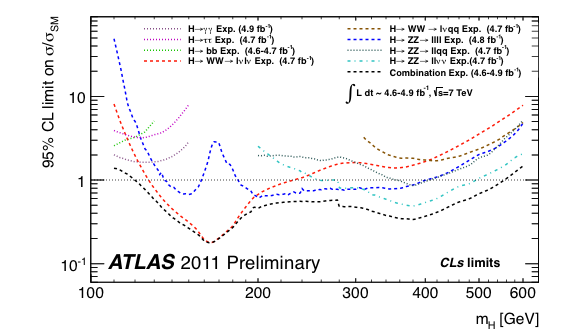 H→γγ Exp. (4.9 fb⁻¹)
H→ττ Exp. (4.7 fb⁻¹)
H→ bb Exp. (4.6-4.7 fb⁻¹)
H→ WW → lνlν Exp. (4.7 fb⁻¹)
H→ WW → lνqq Exp. (4.7 fb⁻¹)
H→ ZZ→ llll Exp. (4.8 fb⁻¹)
H→ ZZ→ llqq Exp. (4.7 fb⁻¹)
H→ ZZ→ llνν Exp.(4.7 fb⁻¹)
Combination Exp. (4.6-4.9 fb⁻¹)
∫ L dt ~ 4.6-4.9 fb⁻¹, √s=7 TeV
95% CL limit on σ/σSM
10
1
10⁻¹
ATLAS 2011 Preliminary
CLs limits
100 200 300 400 500 600
mH [GeV]